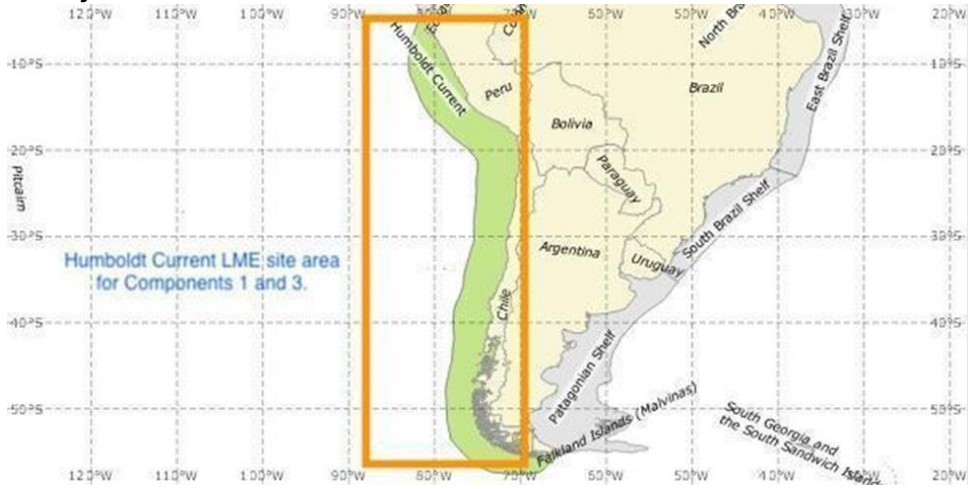 120°W 110°W 100°W 90°W 80°W 70°W 60°W 50°W 40°W 30°W 20°W
North Bra
East Brazil Shelf
Humboldt Current
10°S 10°S
Peru
Brazil
Bolivia
20°S 20°S
Pitcairn
Paraguay
South Brazil Shelf
30°S 30°S
Humboldt Current LME site area
for Components 1 and 3.
Argentina
Uruguay
Chile
40°S 40°S
Patagonian Shelf
50°S 50°S
Falkland Islands (Malvinas)
South Georgia and
the South Sandwich Islands
120°W 110°W 100°W 90°W 80°W 70°W 60°W 50°W 40°W 30°W 20°W